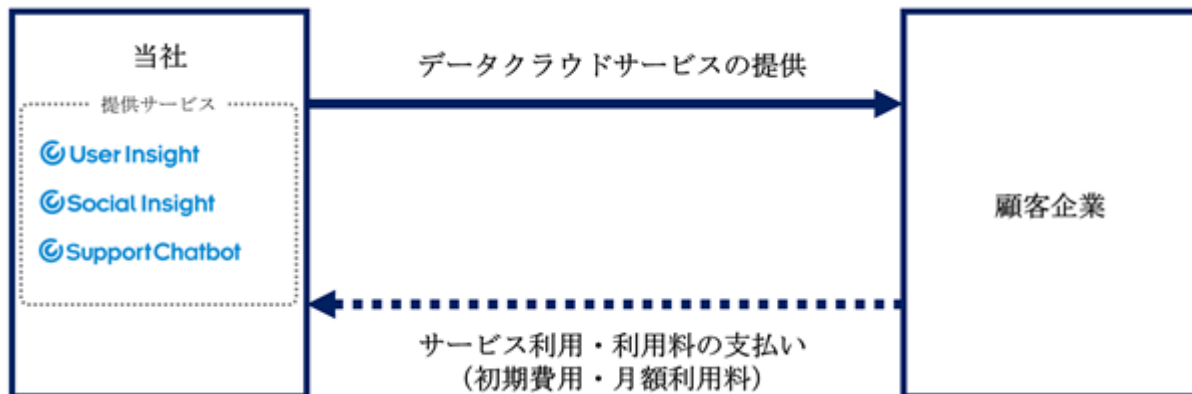 当社
提供サービス
User Insight
Social Insight
Support Chatbot
データクラウドサービスの提供
顧客企業
サービス利用・利用料の支払い
（初期費用・月額利用料）